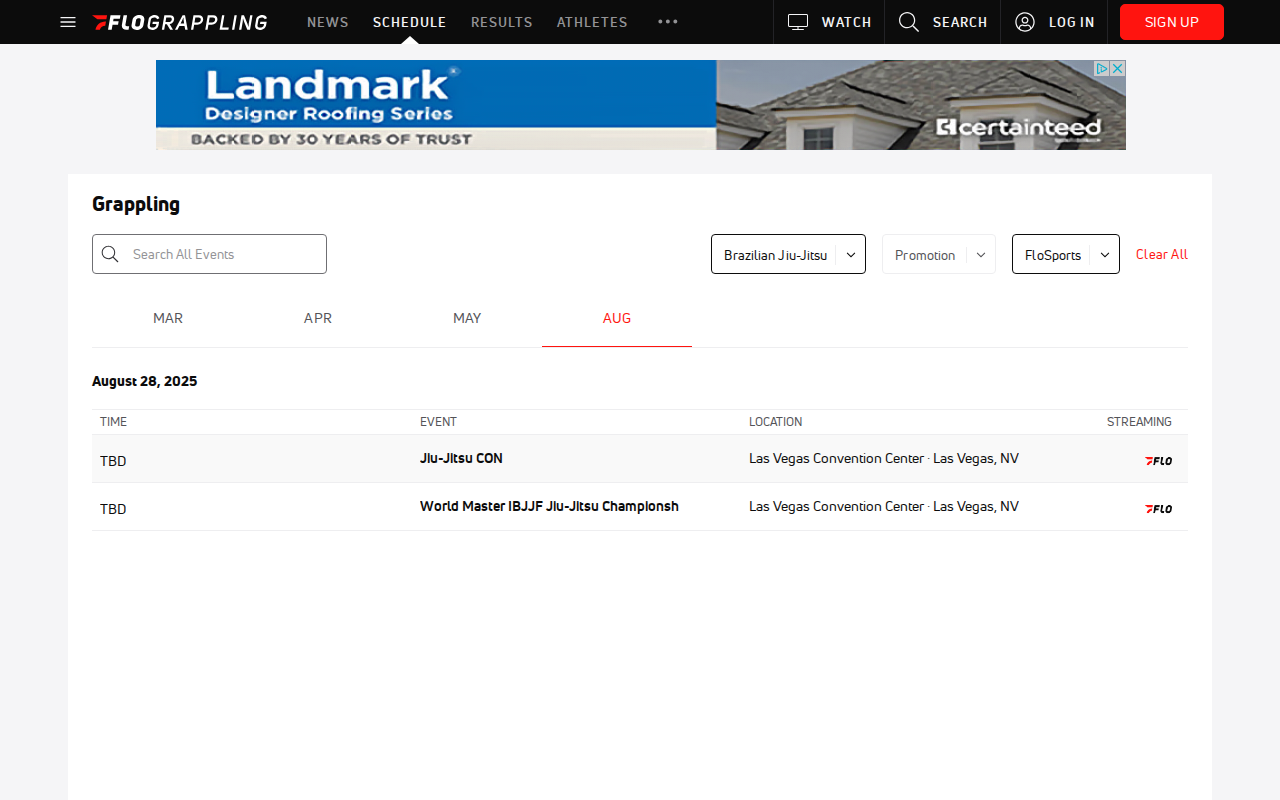 FLOGRAPPLING
NEWS
SCHEDULE
RESULTS
ATHLETES
WATCH
SEARCH
LOG IN
SIGN UP
Landmark®
Designer Roofing Series
BACKED BY 30 YEARS OF TRUST
certainteed
Grappling
Search All Events
Brazilian Jiu-Jitsu
Promotion
FloSports
Clear All
MAR
APR
MAY
AUG
August 28, 2025
TIME
EVENT
LOCATION
STREAMING
TBD
Jiu-Jitsu CON
Las Vegas Convention Center · Las Vegas, NV
FLO
TBD
World Master IBJJF Jiu-Jitsu Championsh
Las Vegas Convention Center · Las Vegas, NV
FLO